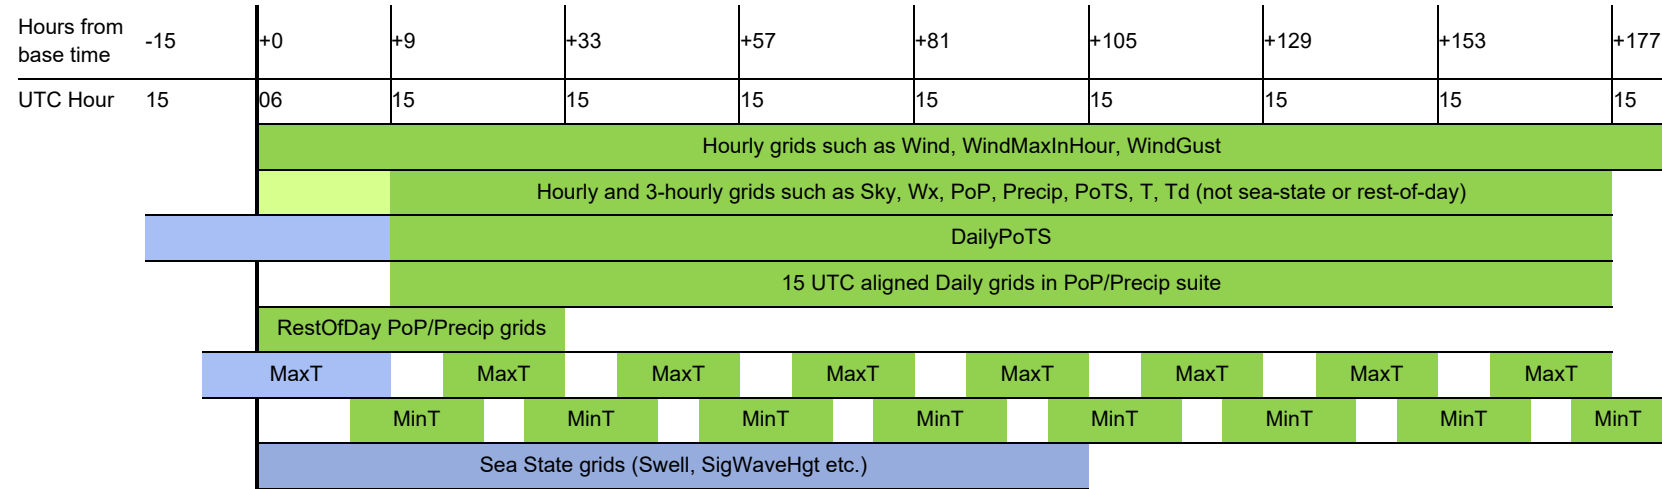 Hours from
base time
-15 +0 +9 +33 +57 +81 +105 +129 +153 +177
UTC Hour 15 06 15 15 15 15 15 15 15 15
Hourly grids such as Wind, WindMaxInHour, WindGust
Hourly and 3-hourly grids such as Sky, Wx, PoP, Precip, PoTS, T, Td (not sea-state or rest-of-day)
DailyPoTS
15 UTC aligned Daily grids in PoP/Precip suite
RestOfDay PoP/Precip grids
MaxT MaxT MaxT MaxT MaxT MaxT MaxT MaxT
MinT MinT MinT MinT MinT MinT MinT MinT
Sea State grids (Swell, SigWaveHgt etc.)